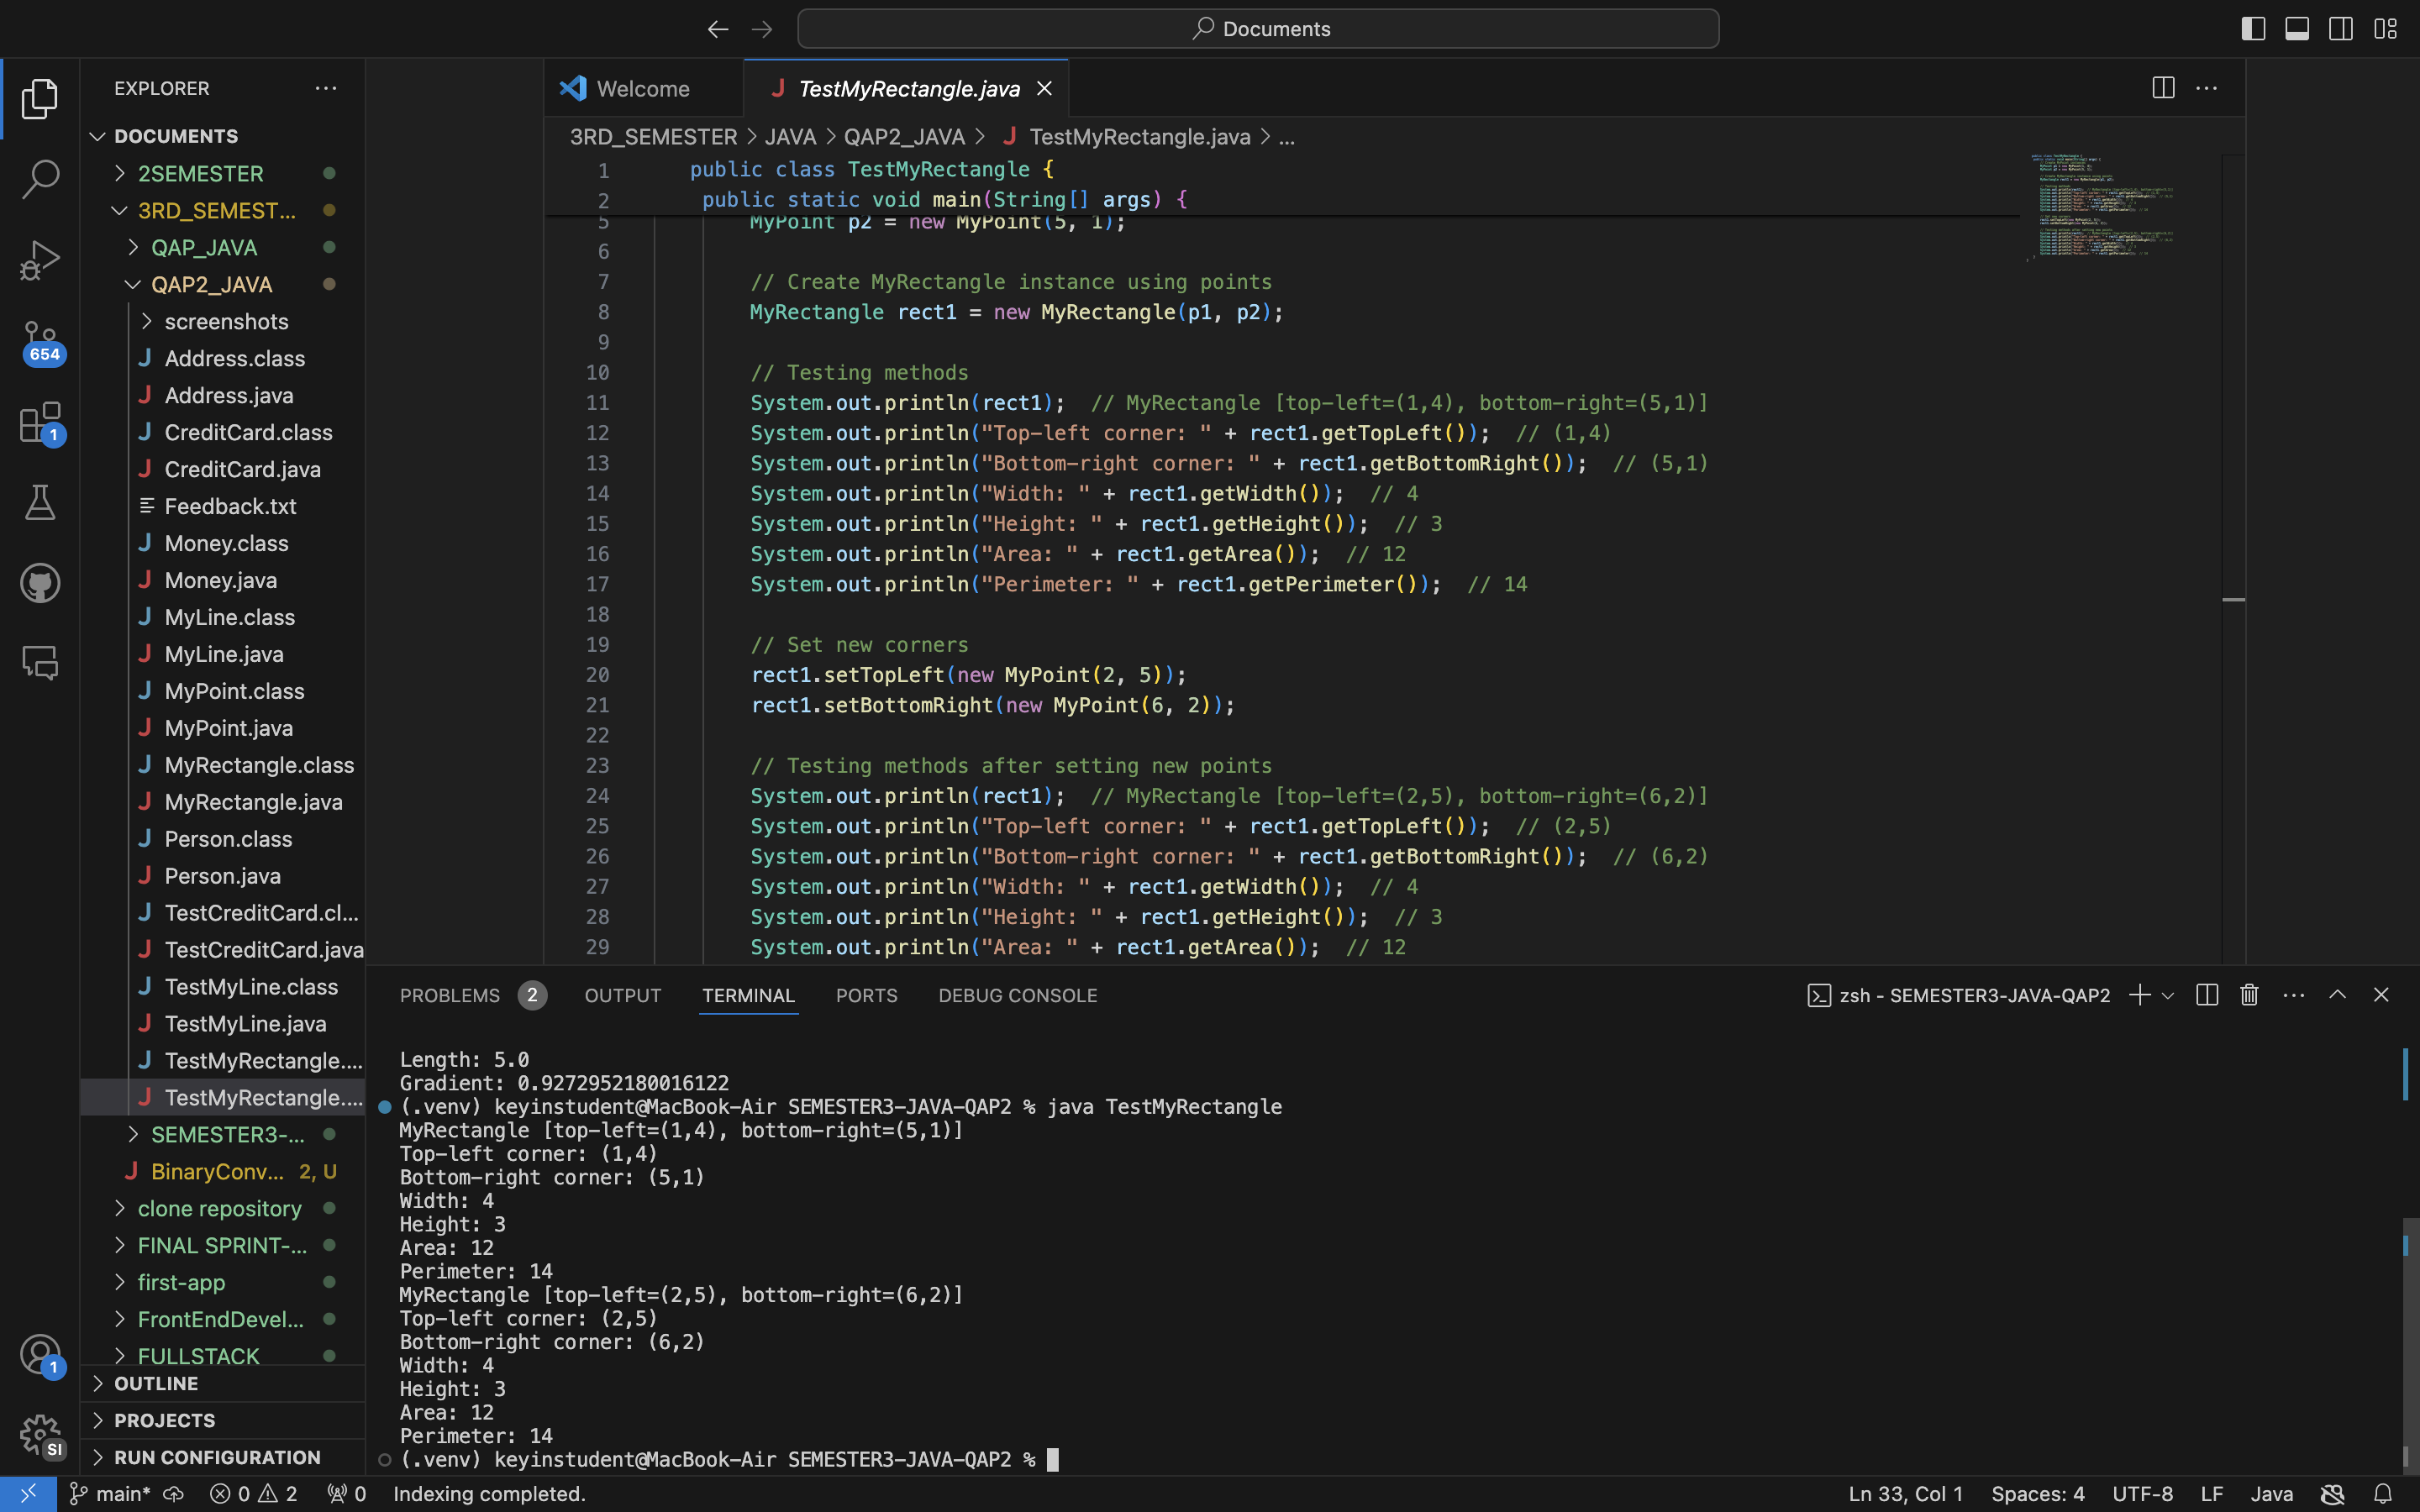 Documents
EXPLORER
DOCUMENTS
2SEMESTER
3RD_SEMEST...
QAP_JAVA
QAP2_JAVA
screenshots
Address.class
Address.java
CreditCard.class
CreditCard.java
Feedback.txt
Money.class
Money.java
MyLine.class
MyLine.java
MyPoint.class
MyPoint.java
MyRectangle.class
MyRectangle.java
Person.class
Person.java
TestCreditCard.cl...
TestCreditCard.java
TestMyLine.class
TestMyLine.java
TestMyRectangle....
TestMyRectangle....
SEMESTER3-...
BinaryConv... 2, U
clone repository
FINAL SPRINT-...
first-app
FrontEndDevel...
FULLSTACK
OUTLINE
PROJECTS
RUN CONFIGURATION
654
1
1
SI
Welcome
TestMyRectangle.java
3RD_SEMESTER > JAVA > QAP2_JAVA > TestMyRectangle.java > ...
1 public class TestMyRectangle {
2 public static void main(String[] args) {
5 MyPoint p2 = new MyPoint(5, 1);
6
7 // Create MyRectangle instance using points
8 MyRectangle rect1 = new MyRectangle(p1, p2);
9
10 // Testing methods
11 System.out.println(rect1);  // MyRectangle [top-left=(1,4), bottom-right=(5,1)]
12 System.out.println("Top-left corner: " + rect1.getTopLeft());  // (1,4)
13 System.out.println("Bottom-right corner: " + rect1.getBottomRight());  // (5,1)
14 System.out.println("Width: " + rect1.getWidth());  // 4
15 System.out.println("Height: " + rect1.getHeight());  // 3
16 System.out.println("Area: " + rect1.getArea());  // 12
17 System.out.println("Perimeter: " + rect1.getPerimeter());  // 14
18
19 // Set new corners
20 rect1.setTopLeft(new MyPoint(2, 5));
21 rect1.setBottomRight(new MyPoint(6, 2));
22
23 // Testing methods after setting new points
24 System.out.println(rect1);  // MyRectangle [top-left=(2,5), bottom-right=(6,2)]
25 System.out.println("Top-left corner: " + rect1.getTopLeft());  // (2,5)
26 System.out.println("Bottom-right corner: " + rect1.getBottomRight());  // (6,2)
27 System.out.println("Width: " + rect1.getWidth());  // 4
28 System.out.println("Height: " + rect1.getHeight());  // 3
29 System.out.println("Area: " + rect1.getArea());  // 12
PROBLEMS 2 OUTPUT TERMINAL PORTS DEBUG CONSOLE
zsh - SEMESTER3-JAVA-QAP2
Length: 5.0
Gradient: 0.9272952180016122
(.venv) keyinstudent@MacBook-Air SEMESTER3-JAVA-QAP2 % java TestMyRectangle
MyRectangle [top-left=(1,4), bottom-right=(5,1)]
Top-left corner: (1,4)
Bottom-right corner: (5,1)
Width: 4
Height: 3
Area: 12
Perimeter: 14
MyRectangle [top-left=(2,5), bottom-right=(6,2)]
Top-left corner: (2,5)
Bottom-right corner: (6,2)
Width: 4
Height: 3
Area: 12
Perimeter: 14
(.venv) keyinstudent@MacBook-Air SEMESTER3-JAVA-QAP2 %
main* 0 2 0 Indexing completed.
Ln 33, Col 1 Spaces: 4 UTF-8 LF Java